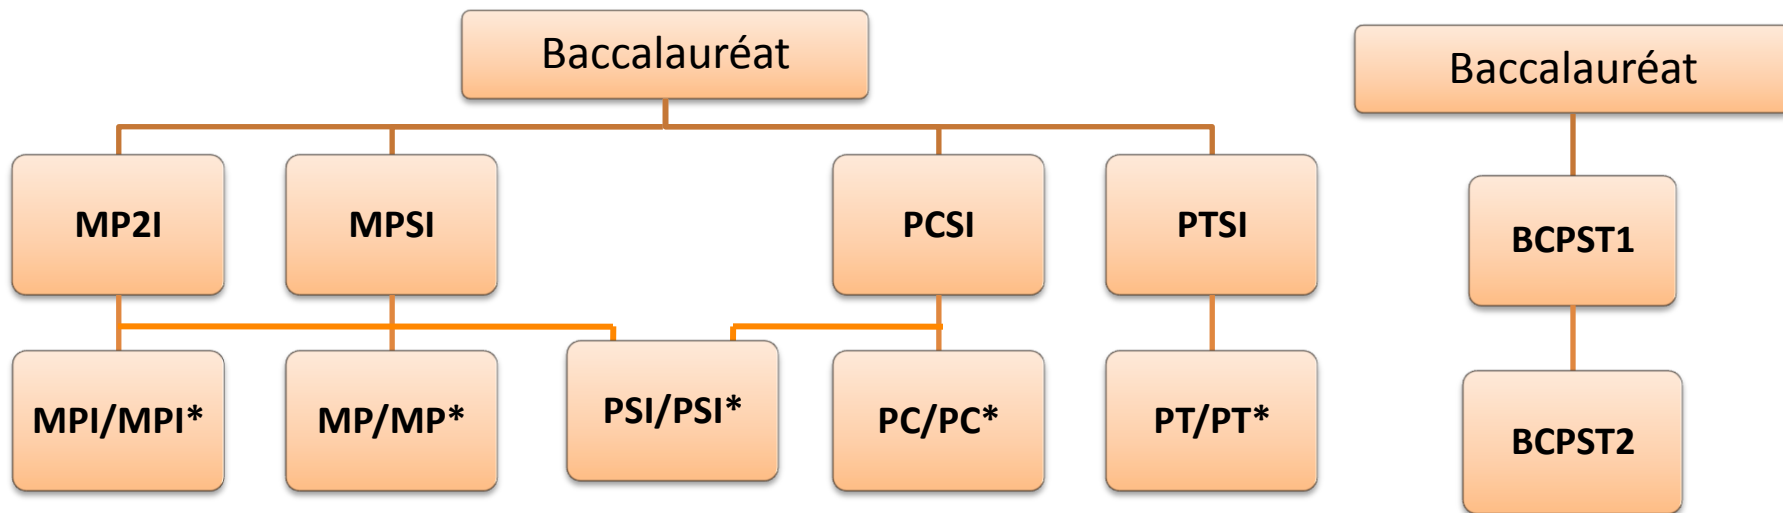 Baccalauréat
MP2I
MPSI
PCSI
PTSI
MPI/MPI*
MP/MP*
PSI/PSI*
PC/PC*
PT/PT*
Baccalauréat
BCPST1
BCPST2